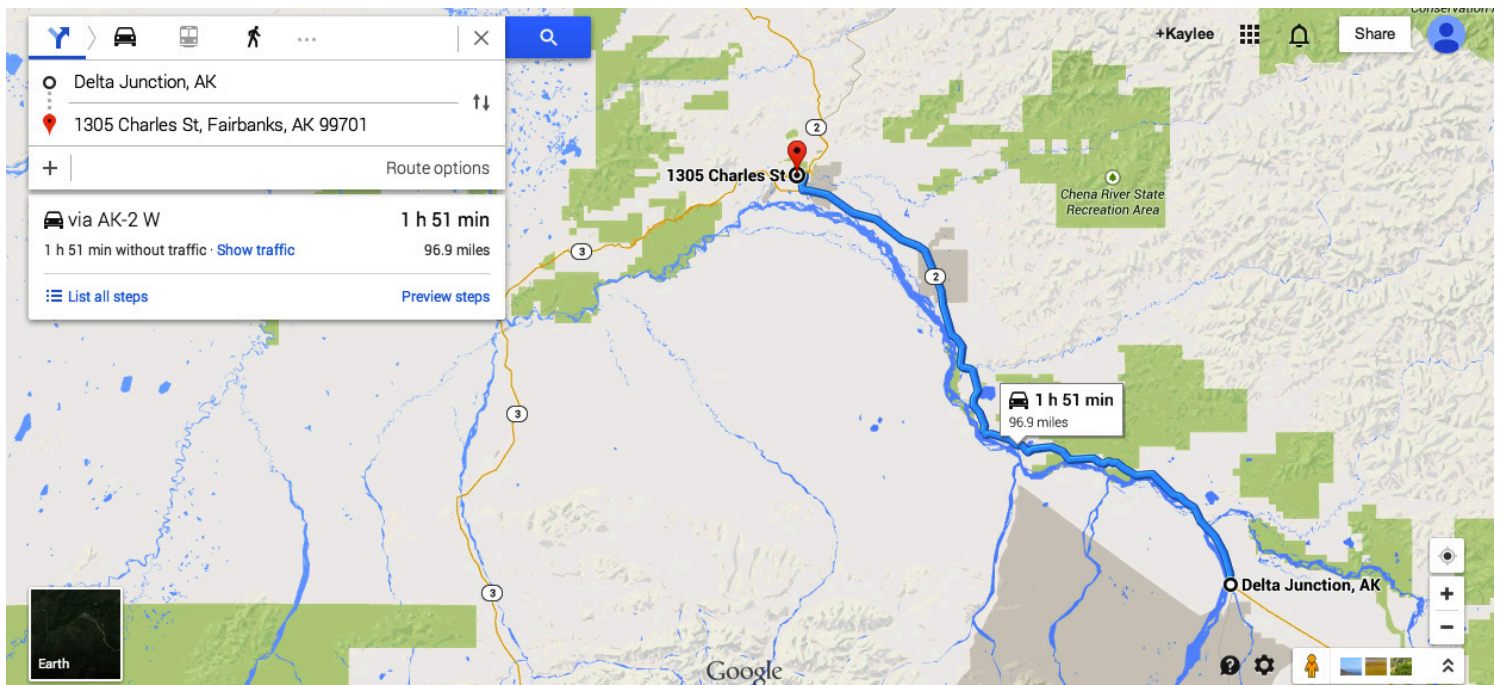 Delta Junction, AK
1305 Charles St, Fairbanks, AK 99701
+
Route options
via AK-2 W 1 h 51 min
1 h 51 min without traffic · Show traffic 96.9 miles
List all steps Preview steps
+Kaylee
Share
2
1305 Charles St
Chena River State
Recreation Area
3
2
1 h 51 min
96.9 miles
3
Delta Junction, AK
3
Earth
Google
+
−